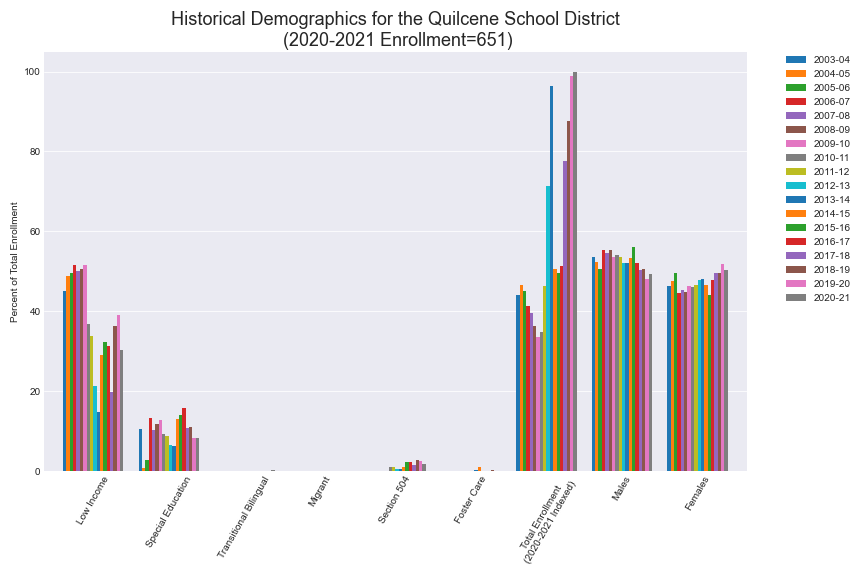 Historical Demographics for the Quilcene School District
(2020-2021 Enrollment=651)
Percent of Total Enrollment
100
80
60
40
20
0
Low Income
Special Education
Transitional Bilingual
Migrant
Section 504
Foster Care
Total Enrollment
(2020-2021 Indexed)
Males
Females
2003-04
2004-05
2005-06
2006-07
2007-08
2008-09
2009-10
2010-11
2011-12
2012-13
2013-14
2014-15
2015-16
2016-17
2017-18
2018-19
2019-20
2020-21